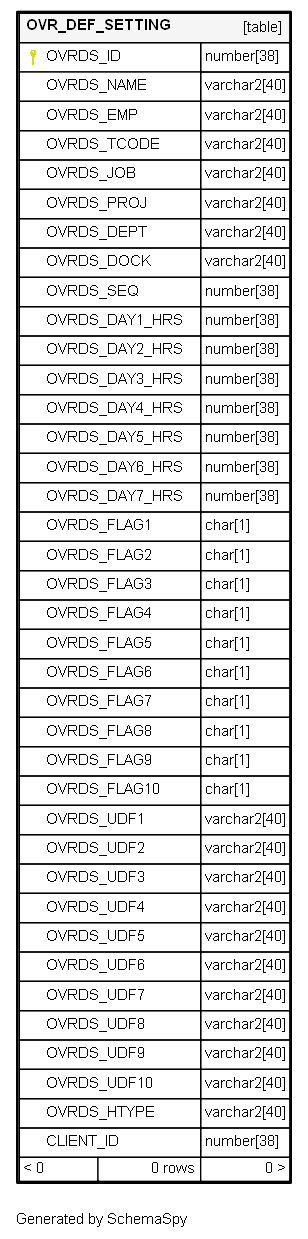 OVR_DEF_SETTING [table]
OVRDS_ID number[38]
OVRDS_NAME varchar2[40]
OVRDS_EMP varchar2[40]
OVRDS_TCODE varchar2[40]
OVRDS_JOB varchar2[40]
OVRDS_PROJ varchar2[40]
OVRDS_DEPT varchar2[40]
OVRDS_DOCK varchar2[40]
OVRDS_SEQ number[38]
OVRDS_DAY1_HRS number[38]
OVRDS_DAY2_HRS number[38]
OVRDS_DAY3_HRS number[38]
OVRDS_DAY4_HRS number[38]
OVRDS_DAY5_HRS number[38]
OVRDS_DAY6_HRS number[38]
OVRDS_DAY7_HRS number[38]
OVRDS_FLAG1 char[1]
OVRDS_FLAG2 char[1]
OVRDS_FLAG3 char[1]
OVRDS_FLAG4 char[1]
OVRDS_FLAG5 char[1]
OVRDS_FLAG6 char[1]
OVRDS_FLAG7 char[1]
OVRDS_FLAG8 char[1]
OVRDS_FLAG9 char[1]
OVRDS_FLAG10 char[1]
OVRDS_UDF1 varchar2[40]
OVRDS_UDF2 varchar2[40]
OVRDS_UDF3 varchar2[40]
OVRDS_UDF4 varchar2[40]
OVRDS_UDF5 varchar2[40]
OVRDS_UDF6 varchar2[40]
OVRDS_UDF7 varchar2[40]
OVRDS_UDF8 varchar2[40]
OVRDS_UDF9 varchar2[40]
OVRDS_UDF10 varchar2[40]
OVRDS_HTYPE varchar2[40]
CLIENT_ID number[38]
< 0 0 rows 0 >
Generated by SchemaSpy